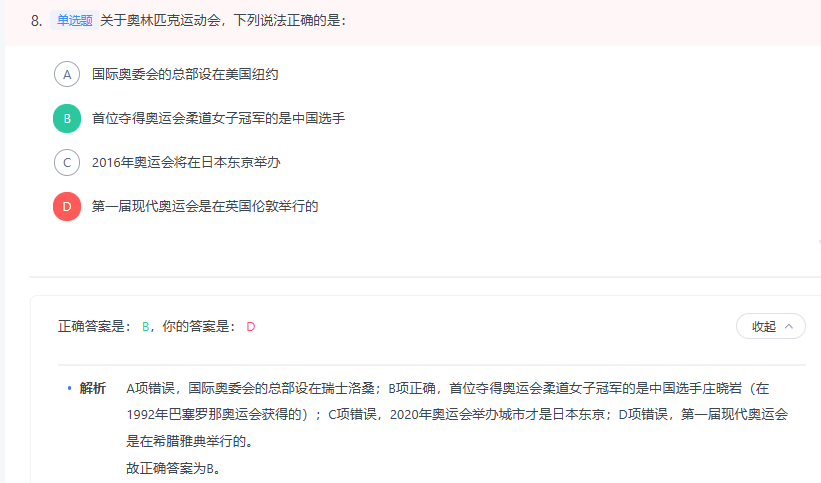 8. 单选题 关于奥林匹克运动会，下列说法正确的是：
A 国际奥委会的总部设在美国纽约
B 首位夺得奥运会柔道女子冠军的是中国选手
C 2016年奥运会将在日本东京举办
D 第一届现代奥运会是在英国伦敦举行的
正确答案是： B，你的答案是： D 收起
解析 A项错误，国际奥委会的总部设在瑞士洛桑；B项正确，首位夺得奥运会柔道女子冠军的是中国选手庄晓岩（在
1992年巴塞罗那奥运会获得的）；C项错误，2020年奥运会举办城市才是日本东京；D项错误，第一届现代奥运会
是在希腊雅典举行的。
故正确答案为B。